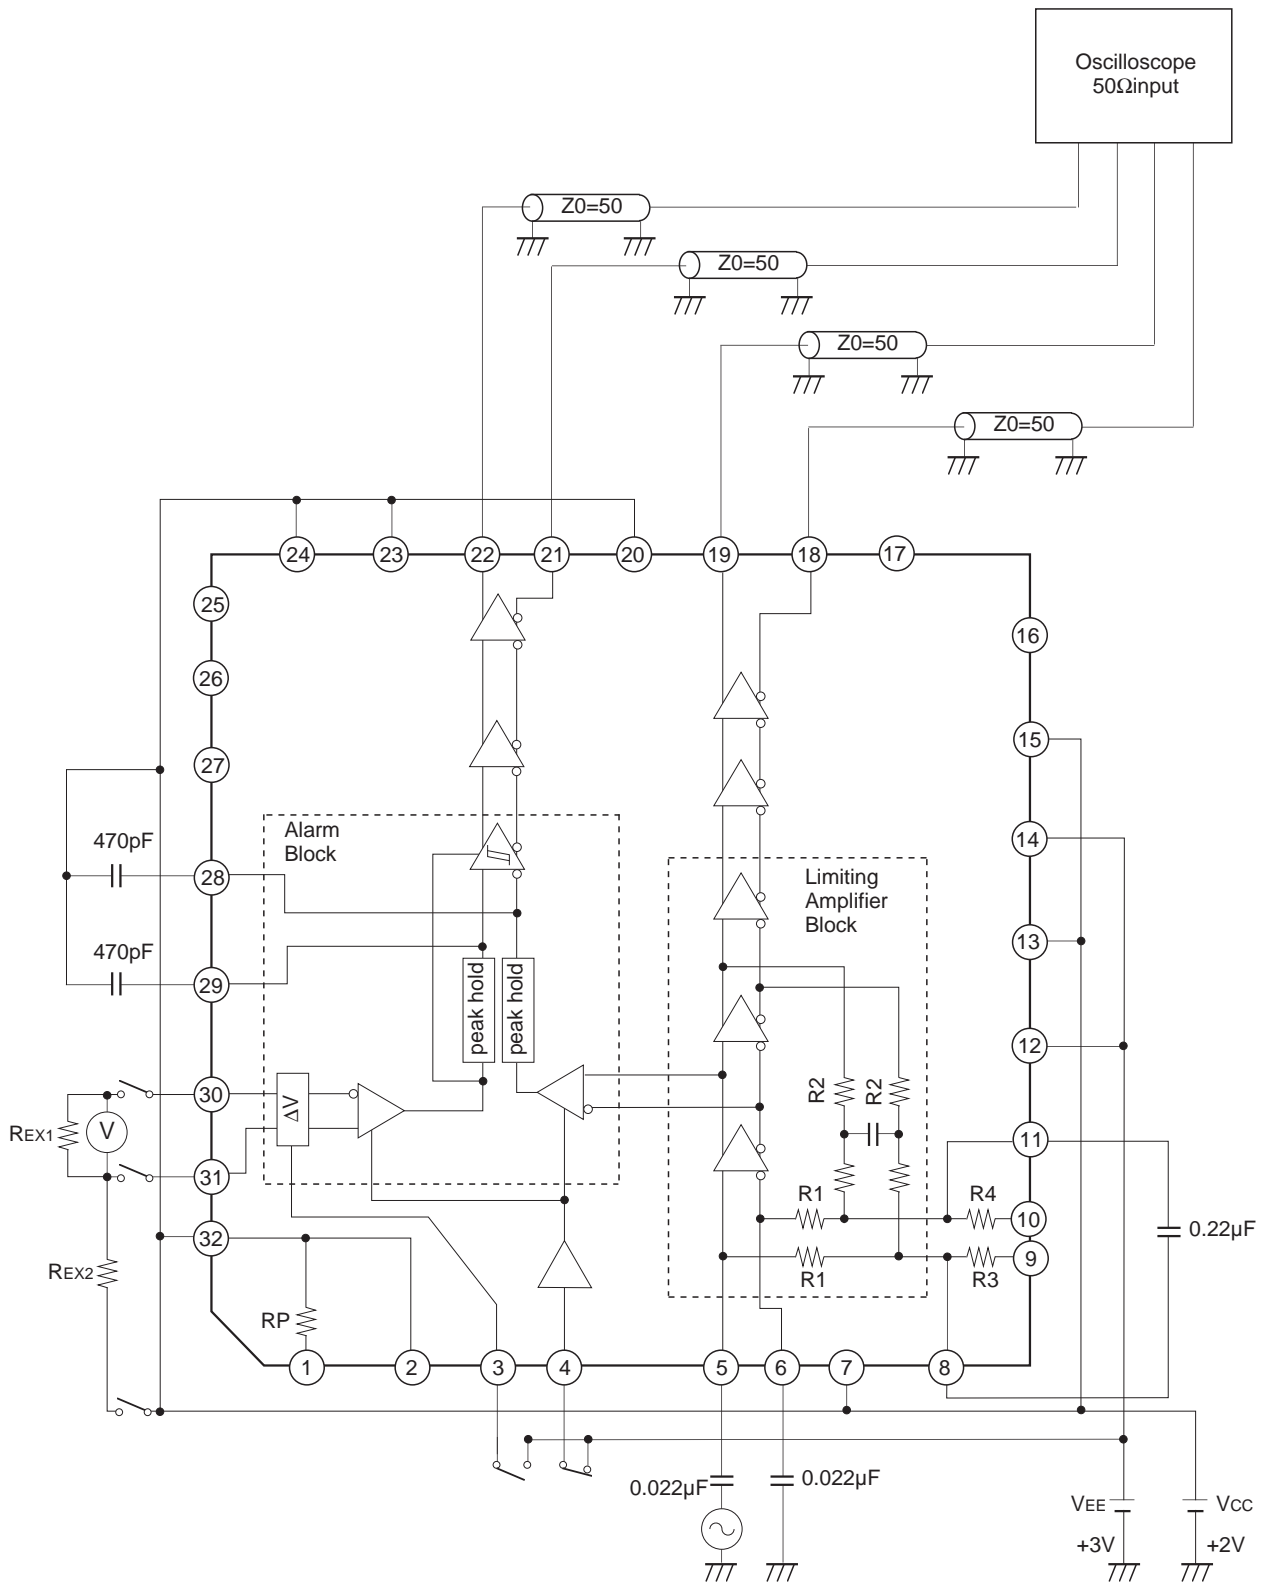 Oscilloscope
50Ωinput
Z0=50
Z0=50
Z0=50
Z0=50
24
23
22
21
20
19
18
17
25
26
27
28
29
30
31
32
16
15
14
13
12
11
10
9
1
2
3
4
5
6
7
8
470pF
470pF
Alarm
Block
Limiting
Amplifier
Block
peak hold
peak hold
ΔV
V
REX1
REX2
RP
R2
R2
R1
R4
R1
R3
0.22µF
0.022µF
0.022µF
VEE
+3V
VCC
+2V